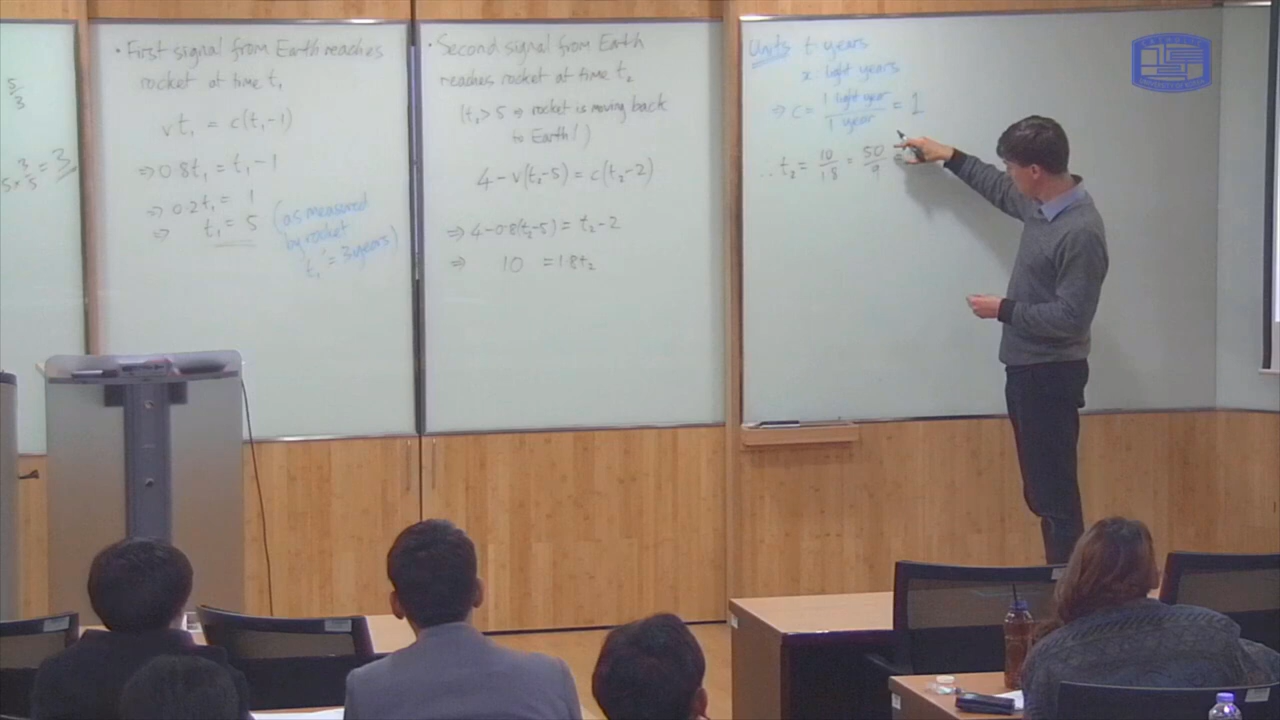 5/3
5 × 3/5 = 3
• First signal from Earth reaches
rocket at time t₁
vt₁ = c(t₁-1)
⇒ 0.8t₁ = t₁ - 1
⇒ 0.2t₁ = 1
⇒ t₁ = 5
(as measured
by rocket
t₁' = 3 years)
• Second signal from Earth
reaches rocket at time t₂
(t₂ > 5 ⇒ rocket is moving back
to Earth!)
4 - v(t₂-5) = c(t₂-2)
⇒ 4 - 0.8(t₂-5) = t₂ - 2
⇒ 10 = 1.8t₂
Units t years
x light years
⇒ c = 1 light year / 1 year = 1
∴ t₂ = 10/1.8 = 50/9 =